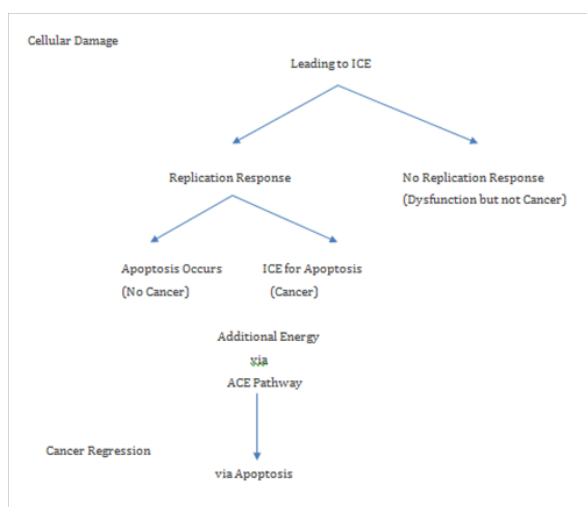 Cellular Damage
Leading to ICE
Replication Response
No Replication Response
(Dysfunction but not Cancer)
Apoptosis Occurs
(No Cancer)
ICE for Apoptosis
(Cancer)
Additional Energy
via
ACE Pathway
Cancer Regression
via Apoptosis